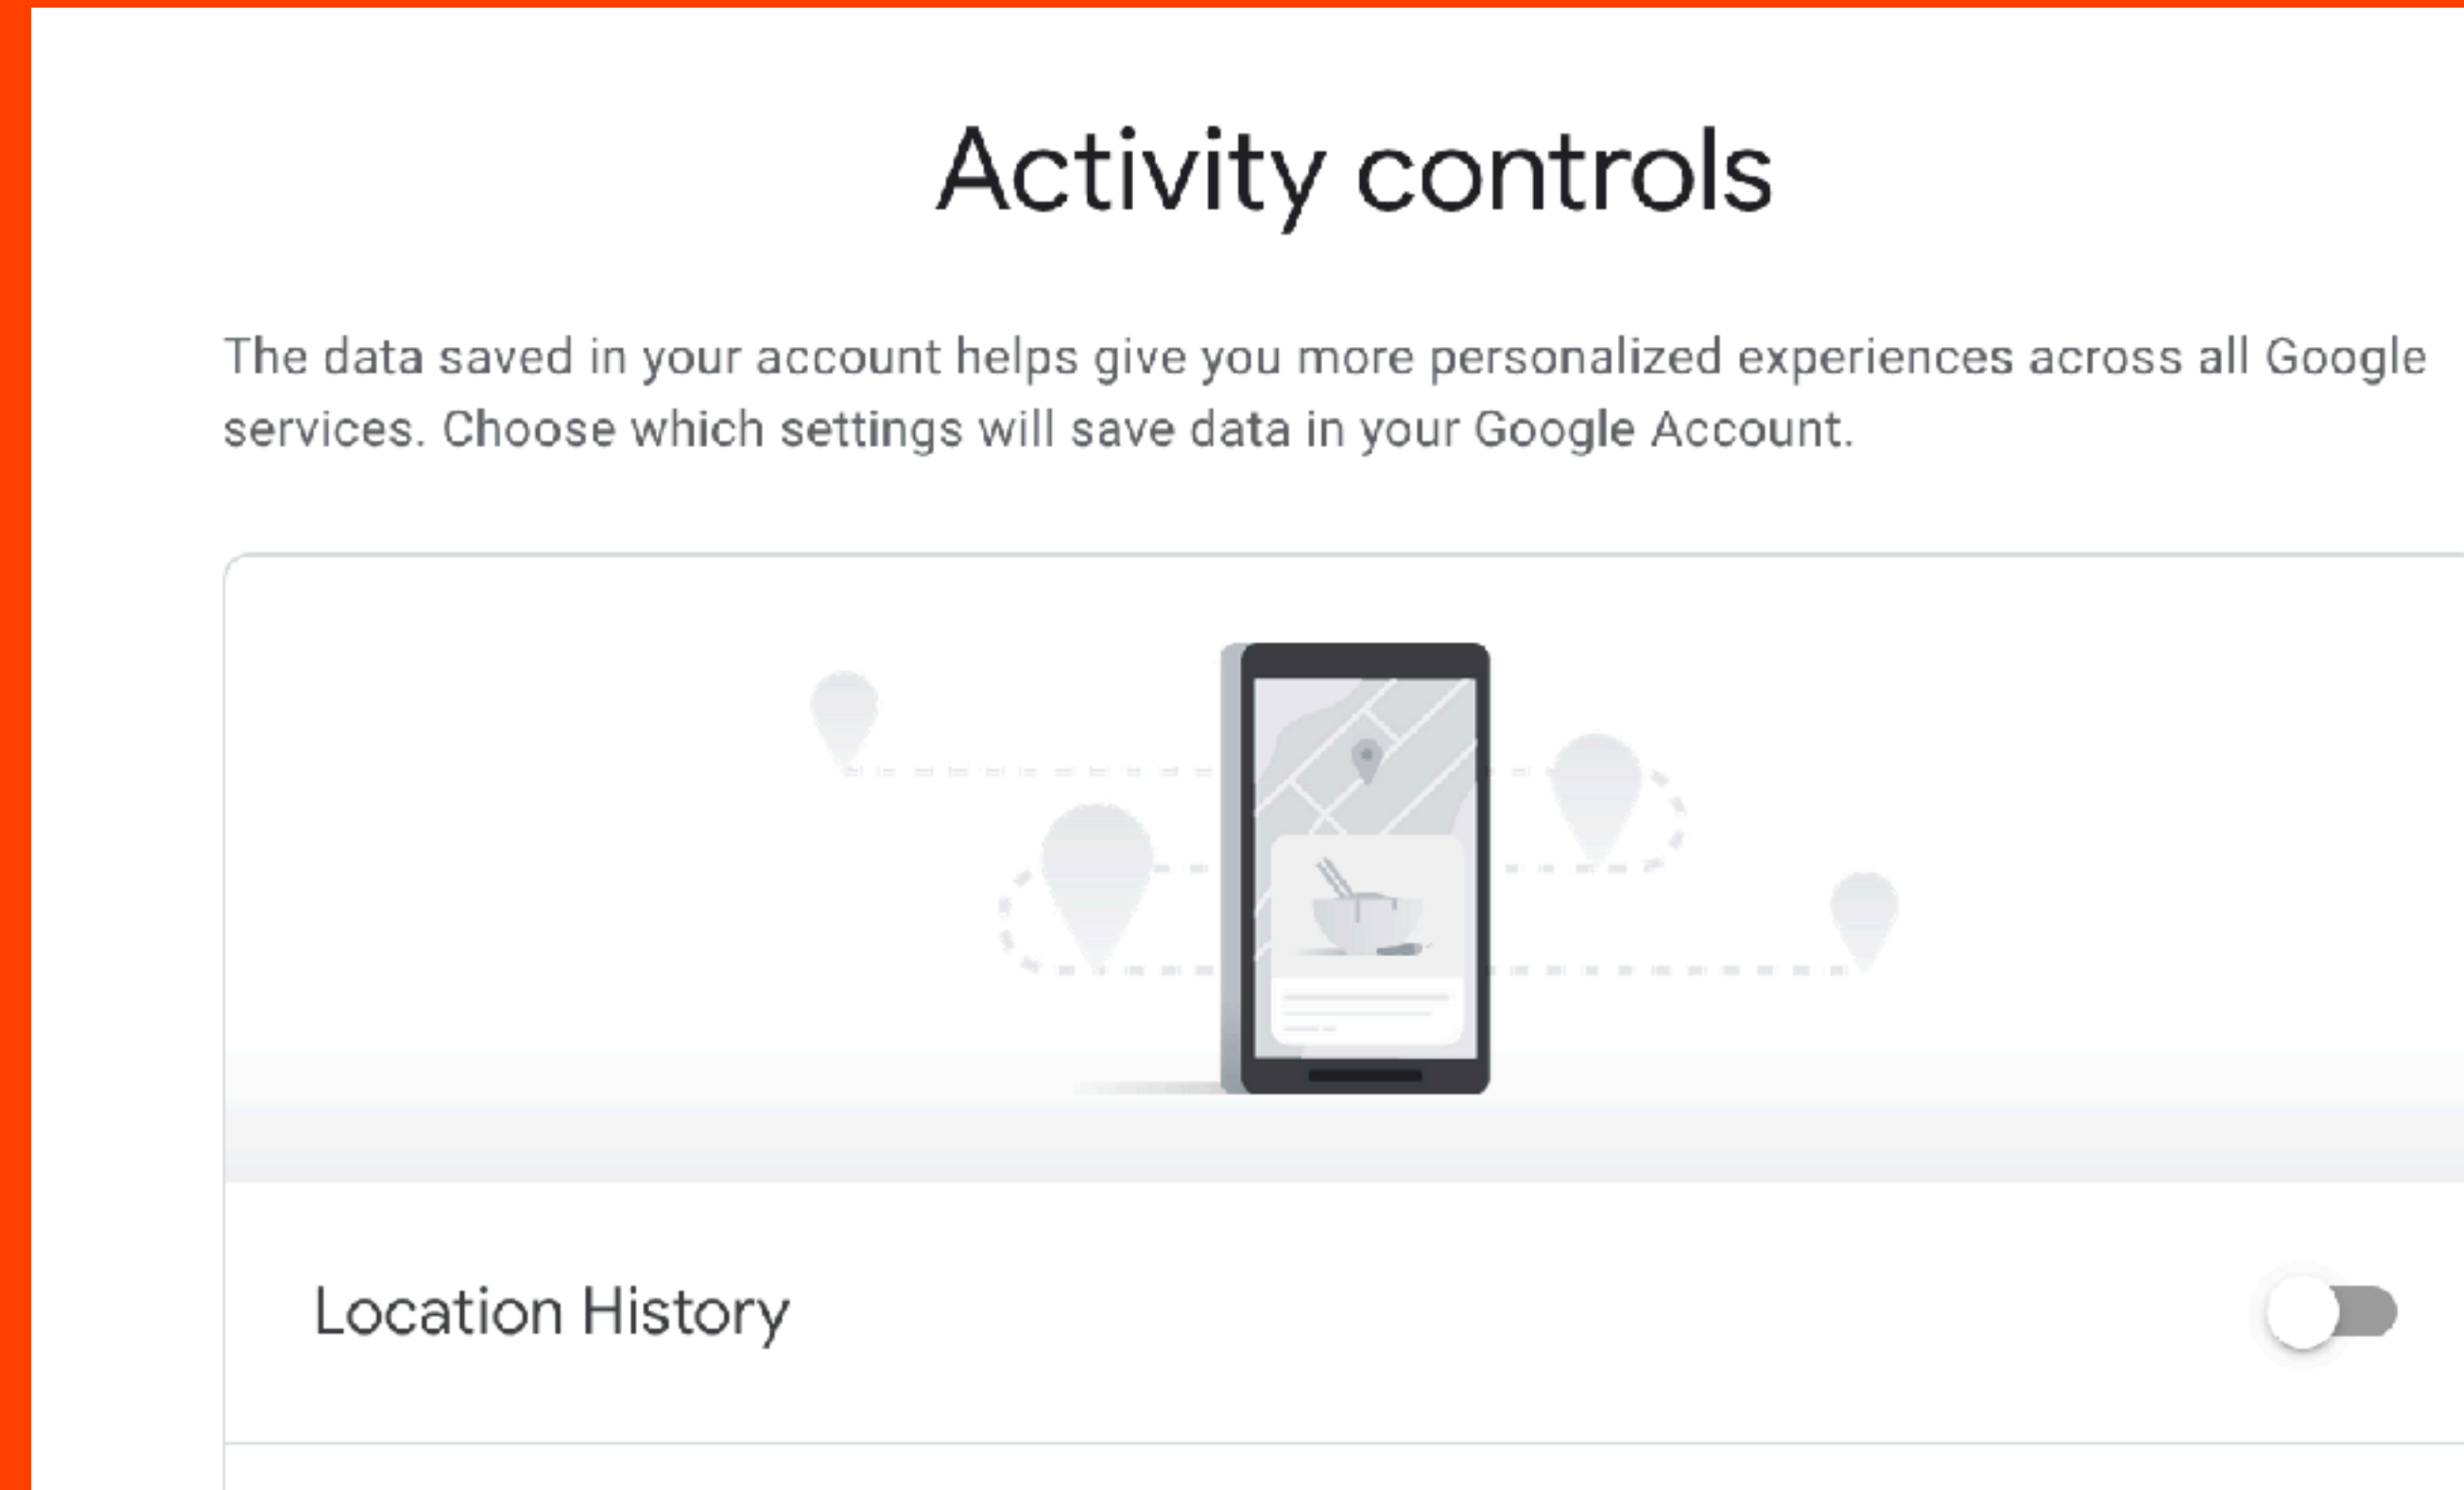 Activity controls
The data saved in your account helps give you more personalized experiences across all Google
services. Choose which settings will save data in your Google Account.
Location History